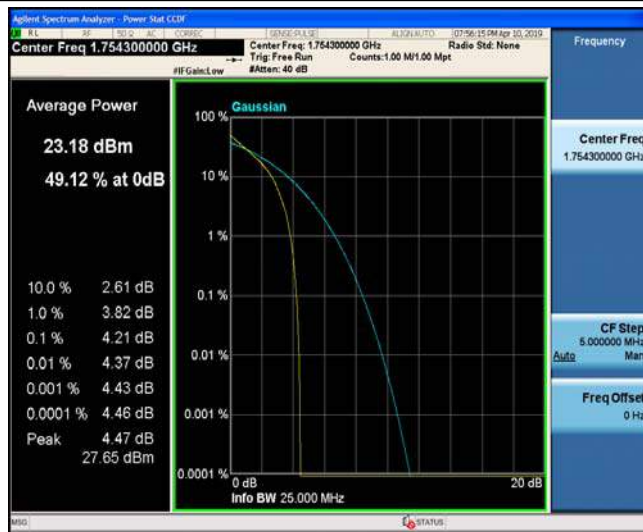 Agilent Spectrum Analyzer - Power Stat CCDF
RL RF 50 Ω AC CORREC SENSE:PULSE ALIGN AUTO 07:56:15 PM Apr 10, 2019
Center Freq 1.754300000 GHz
Center Freq: 1.754300000 GHz Radio Std: None
Trig: Free Run Counts:1.00 M/1.00 Mpt
#IFGain:Low #Atten: 40 dB
Frequency
Average Power
23.18 dBm
49.12 % at 0dB
10.0 % 2.61 dB
1.0 % 3.82 dB
0.1 % 4.21 dB
0.01 % 4.37 dB
0.001 % 4.43 dB
0.0001 % 4.46 dB
Peak 4.47 dB
27.65 dBm
Gaussian
100 %
10 %
1 %
0.1 %
0.01 %
0.001 %
0.0001 %
0 dB 20 dB
Info BW 25.000 MHz
Center Freq
1.754300000 GHz
CF Step
5.000000 MHz
Auto Man
Freq Offset
0 Hz
MSG STATUS